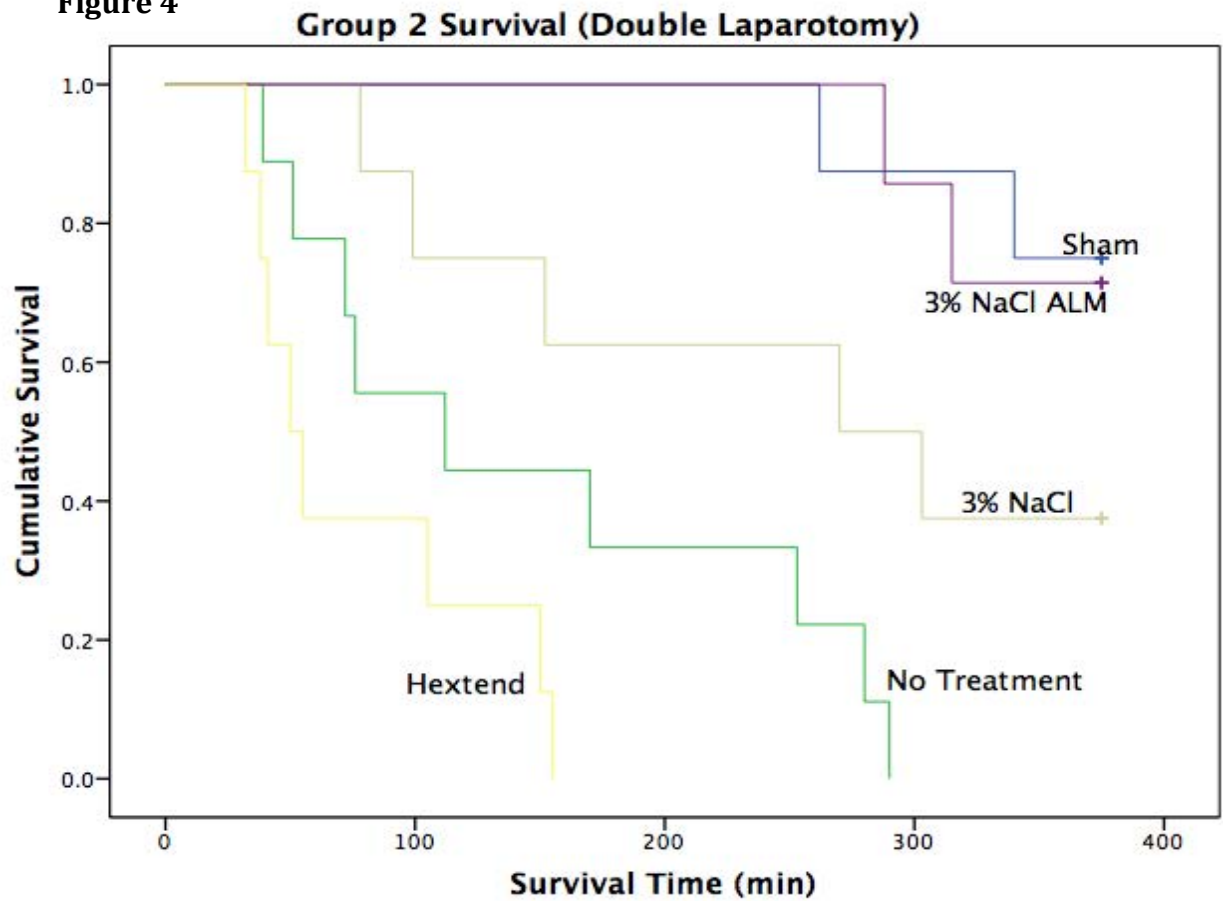 Figure 4
Group 2 Survival (Double Laparotomy)
Cumulative Survival
1.0
0.8
0.6
0.4
0.2
0.0
Sham
3% NaCl ALM
3% NaCl
Hextend
No Treatment
0 100 200 300 400
Survival Time (min)